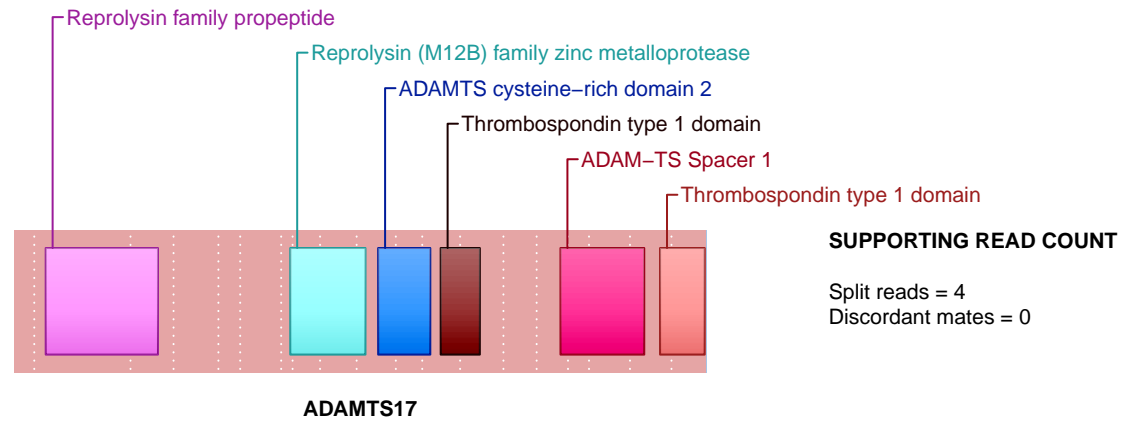 Reprolysin family propeptide
Reprolysin (M12B) family zinc metalloprotease
ADAMTS cysteine−rich domain 2
Thrombospondin type 1 domain
ADAM−TS Spacer 1
Thrombospondin type 1 domain
SUPPORTING READ COUNT
Split reads = 4
Discordant mates = 0
ADAMTS17